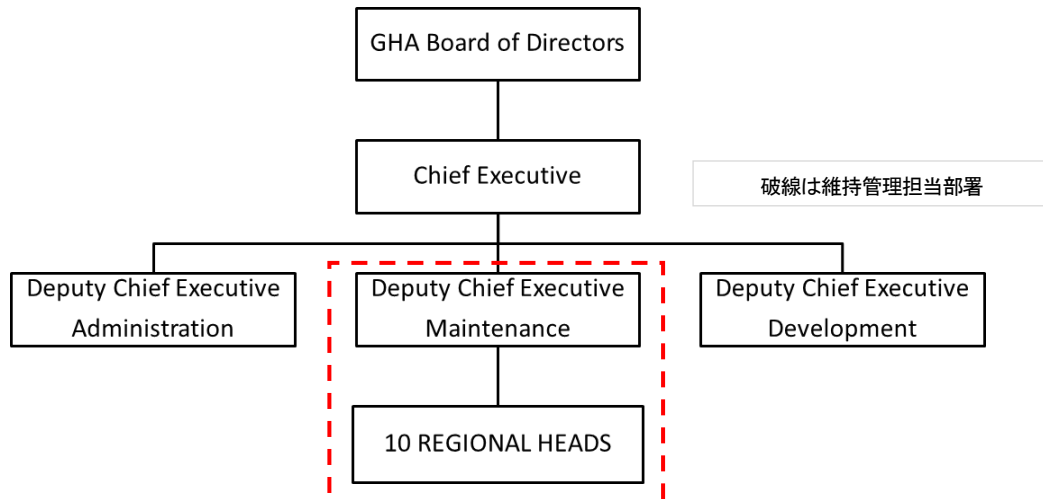 GHA Board of Directors
Chief Executive
破線は維持管理担当部署
Deputy Chief Executive
Administration
Deputy Chief Executive
Maintenance
Deputy Chief Executive
Development
10 REGIONAL HEADS